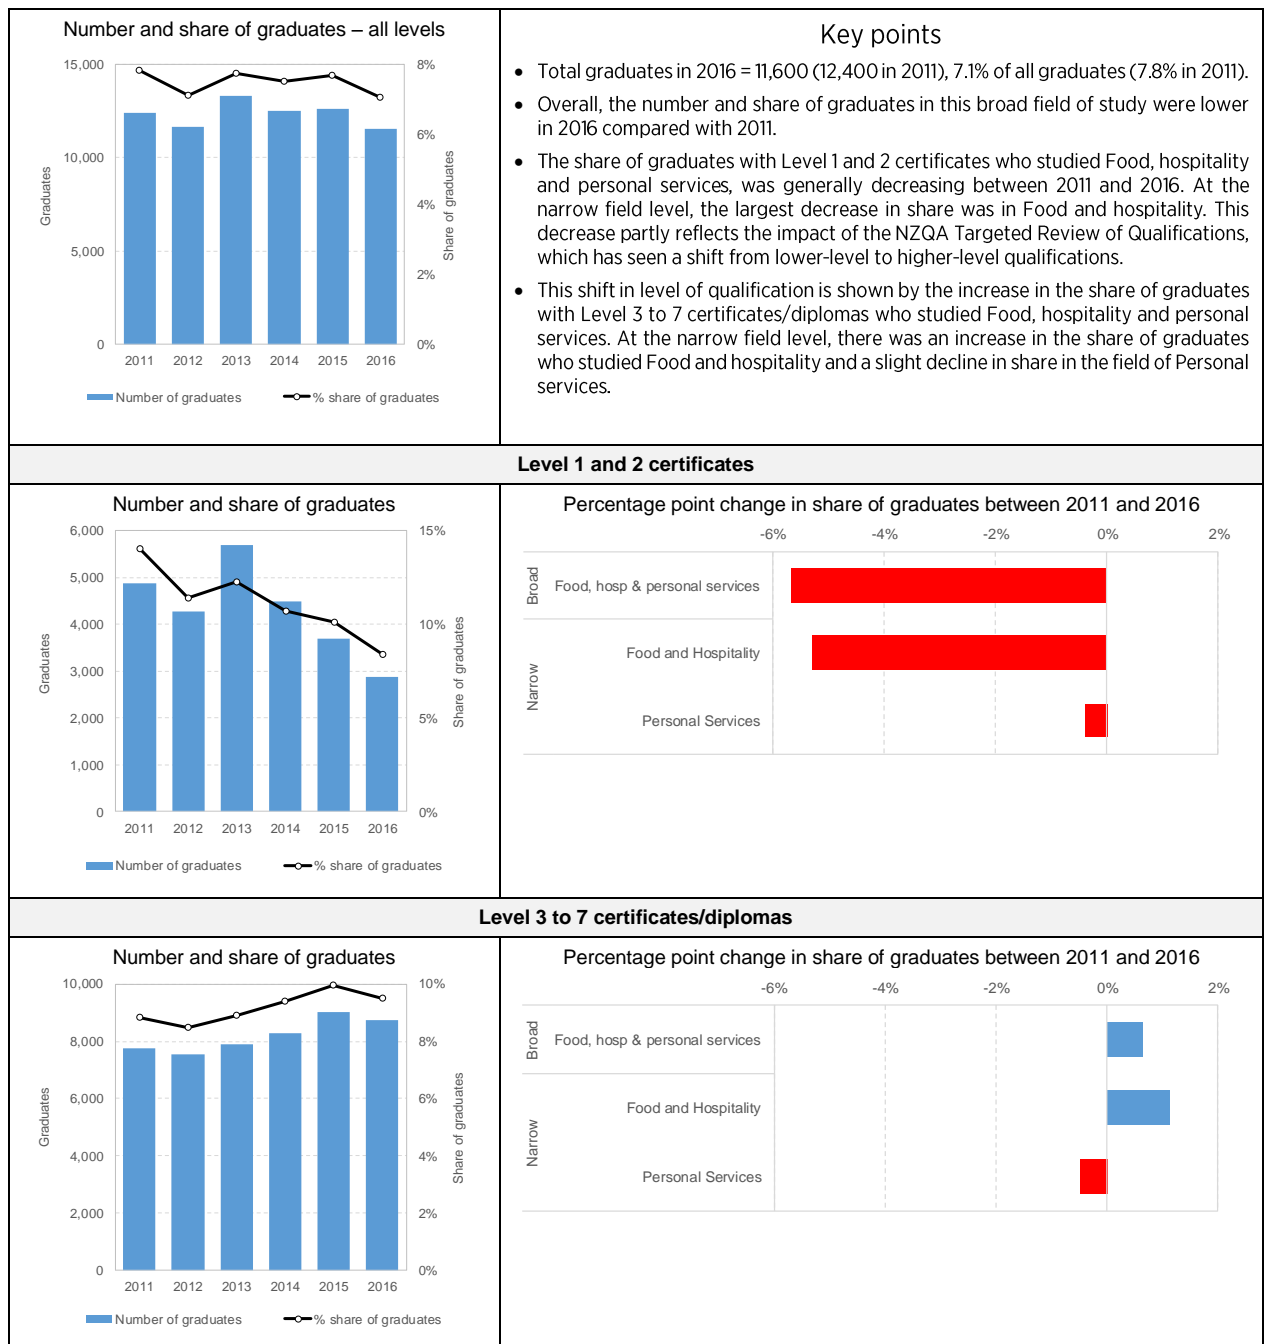 Number and share of graduates – all levels
15,000
10,000
5,000
0
8%
6%
4%
2%
0%
Graduates
Share of graduates
2011 2012 2013 2014 2015 2016
Number of graduates % share of graduates
Key points
• Total graduates in 2016 = 11,600 (12,400 in 2011), 7.1% of all graduates (7.8% in 2011).
• Overall, the number and share of graduates in this broad field of study were lower
in 2016 compared with 2011.
• The share of graduates with Level 1 and 2 certificates who studied Food, hospitality
and personal services, was generally decreasing between 2011 and 2016. At the
narrow field level, the largest decrease in share was in Food and hospitality. This
decrease partly reflects the impact of the NZQA Targeted Review of Qualifications,
which has seen a shift from lower-level to higher-level qualifications.
• This shift in level of qualification is shown by the increase in the share of graduates
with Level 3 to 7 certificates/diplomas who studied Food, hospitality and personal
services. At the narrow field level, there was an increase in the share of graduates
who studied Food and hospitality and a slight decline in share in the field of Personal
services.
Level 1 and 2 certificates
Number and share of graduates
6,000
5,000
4,000
3,000
2,000
1,000
0
15%
10%
5%
0%
Graduates
Share of graduates
2011 2012 2013 2014 2015 2016
Number of graduates % share of graduates
Percentage point change in share of graduates between 2011 and 2016
-6% -4% -2% 0% 2%
Broad
Food, hosp & personal services
Narrow
Food and Hospitality
Personal Services
Level 3 to 7 certificates/diplomas
Number and share of graduates
10,000
8,000
6,000
4,000
2,000
0
10%
8%
6%
4%
2%
0%
Graduates
Share of graduates
2011 2012 2013 2014 2015 2016
Number of graduates % share of graduates
Percentage point change in share of graduates between 2011 and 2016
-6% -4% -2% 0% 2%
Broad
Food, hosp & personal services
Narrow
Food and Hospitality
Personal Services